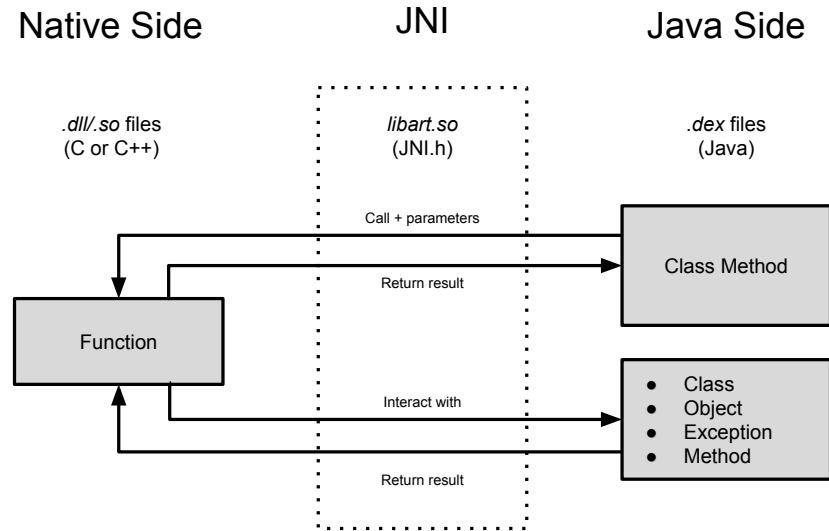 Native Side
JNI
Java Side
.dll/.so files
(C or C++)
libart.so
(JNI.h)
.dex files
(Java)
Call + parameters
Class Method
Return result
Function
Interact with
● Class
● Object
● Exception
● Method
Return result